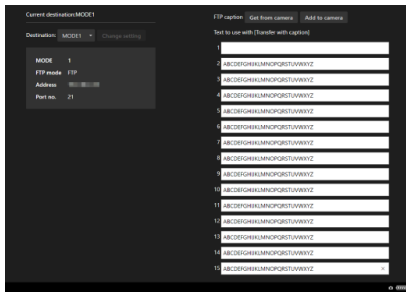 Current destination:MODE1
Destination: MODE1 Change setting
MODE 1
FTP mode FTP
Address
Port no. 21
FTP caption Get from camera Add to camera
Text to use with [Transfer with caption]
1
2 ABCDEFGHIJKLMNOPQRSTUVWXYZ
3 ABCDEFGHIJKLMNOPQRSTUVWXYZ
4 ABCDEFGHIJKLMNOPQRSTUVWXYZ
5 ABCDEFGHIJKLMNOPQRSTUVWXYZ
6 ABCDEFGHIJKLMNOPQRSTUVWXYZ
7 ABCDEFGHIJKLMNOPQRSTUVWXYZ
8 ABCDEFGHIJKLMNOPQRSTUVWXYZ
9 ABCDEFGHIJKLMNOPQRSTUVWXYZ
10 ABCDEFGHIJKLMNOPQRSTUVWXYZ
11 ABCDEFGHIJKLMNOPQRSTUVWXYZ
12 ABCDEFGHIJKLMNOPQRSTUVWXYZ
13 ABCDEFGHIJKLMNOPQRSTUVWXYZ
14 ABCDEFGHIJKLMNOPQRSTUVWXYZ
15 ABCDEFGHIJKLMNOPQRSTUVWXYZ